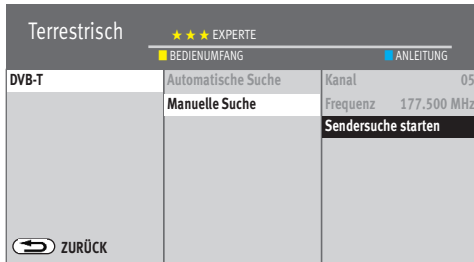 Terrestrisch
★ ★ ★ EXPERTE
BEDIENUMFANG
ANLEITUNG
DVB-T
Automatische Suche
Kanal 05
Manuelle Suche
Frequenz 177.500 MHz
Sendersuche starten
ZURÜCK